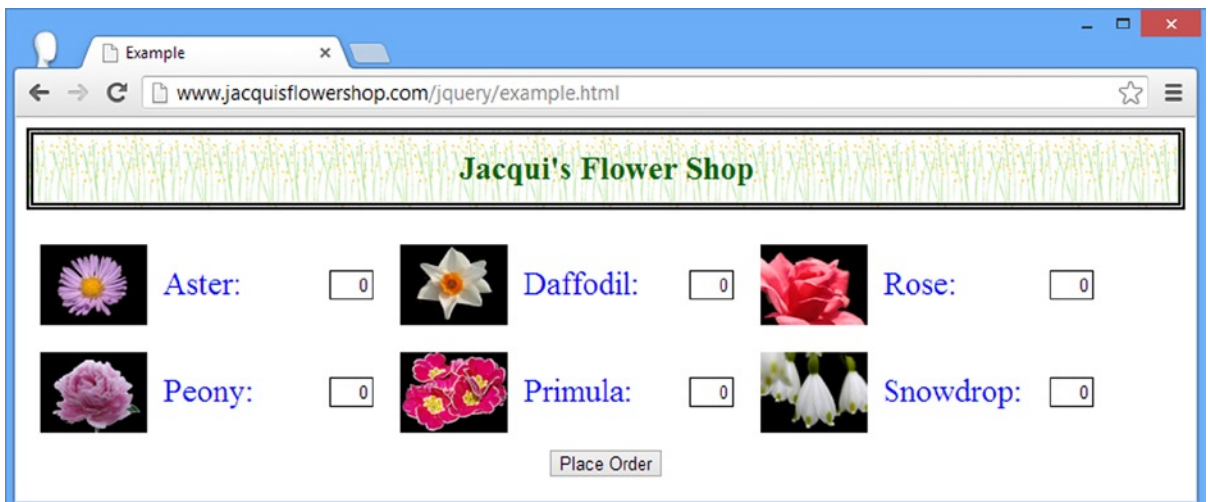 Example
www.jacquisflowershop.com/jquery/example.html
Jacqui's Flower Shop
Aster: 0 Daffodil: 0 Rose: 0
Peony: 0 Primula: 0 Snowdrop: 0
Place Order